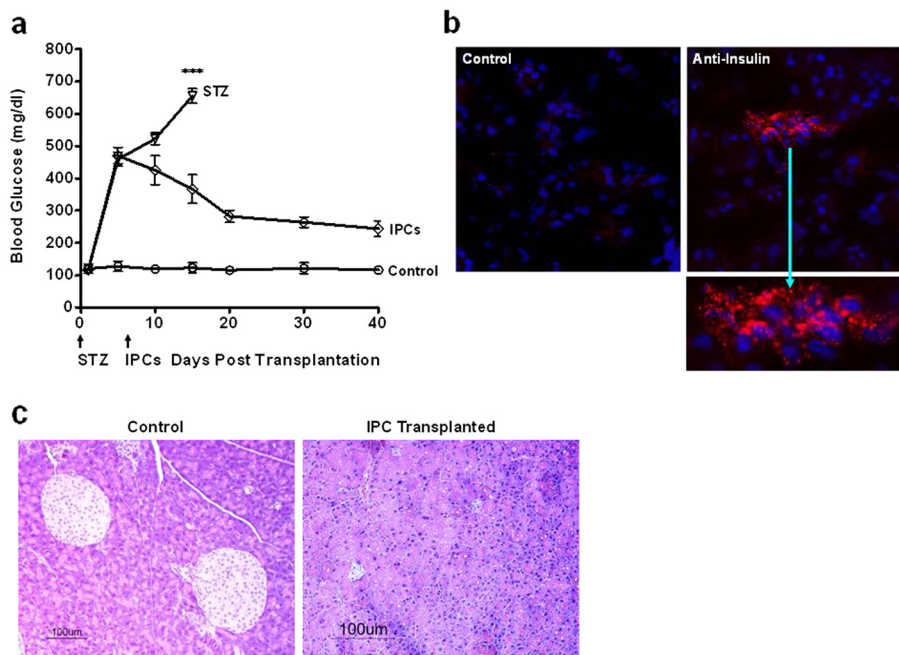 a
800
700
600
500
400
300
200
100
0
Blood Glucose (mg/dl)
***
STZ
IPCs
Control
0
10
20
30
40
STZ
IPCs
Days Post Transplantation
b
Control
Anti-Insulin
c
Control
IPC Transplanted
100um
100um